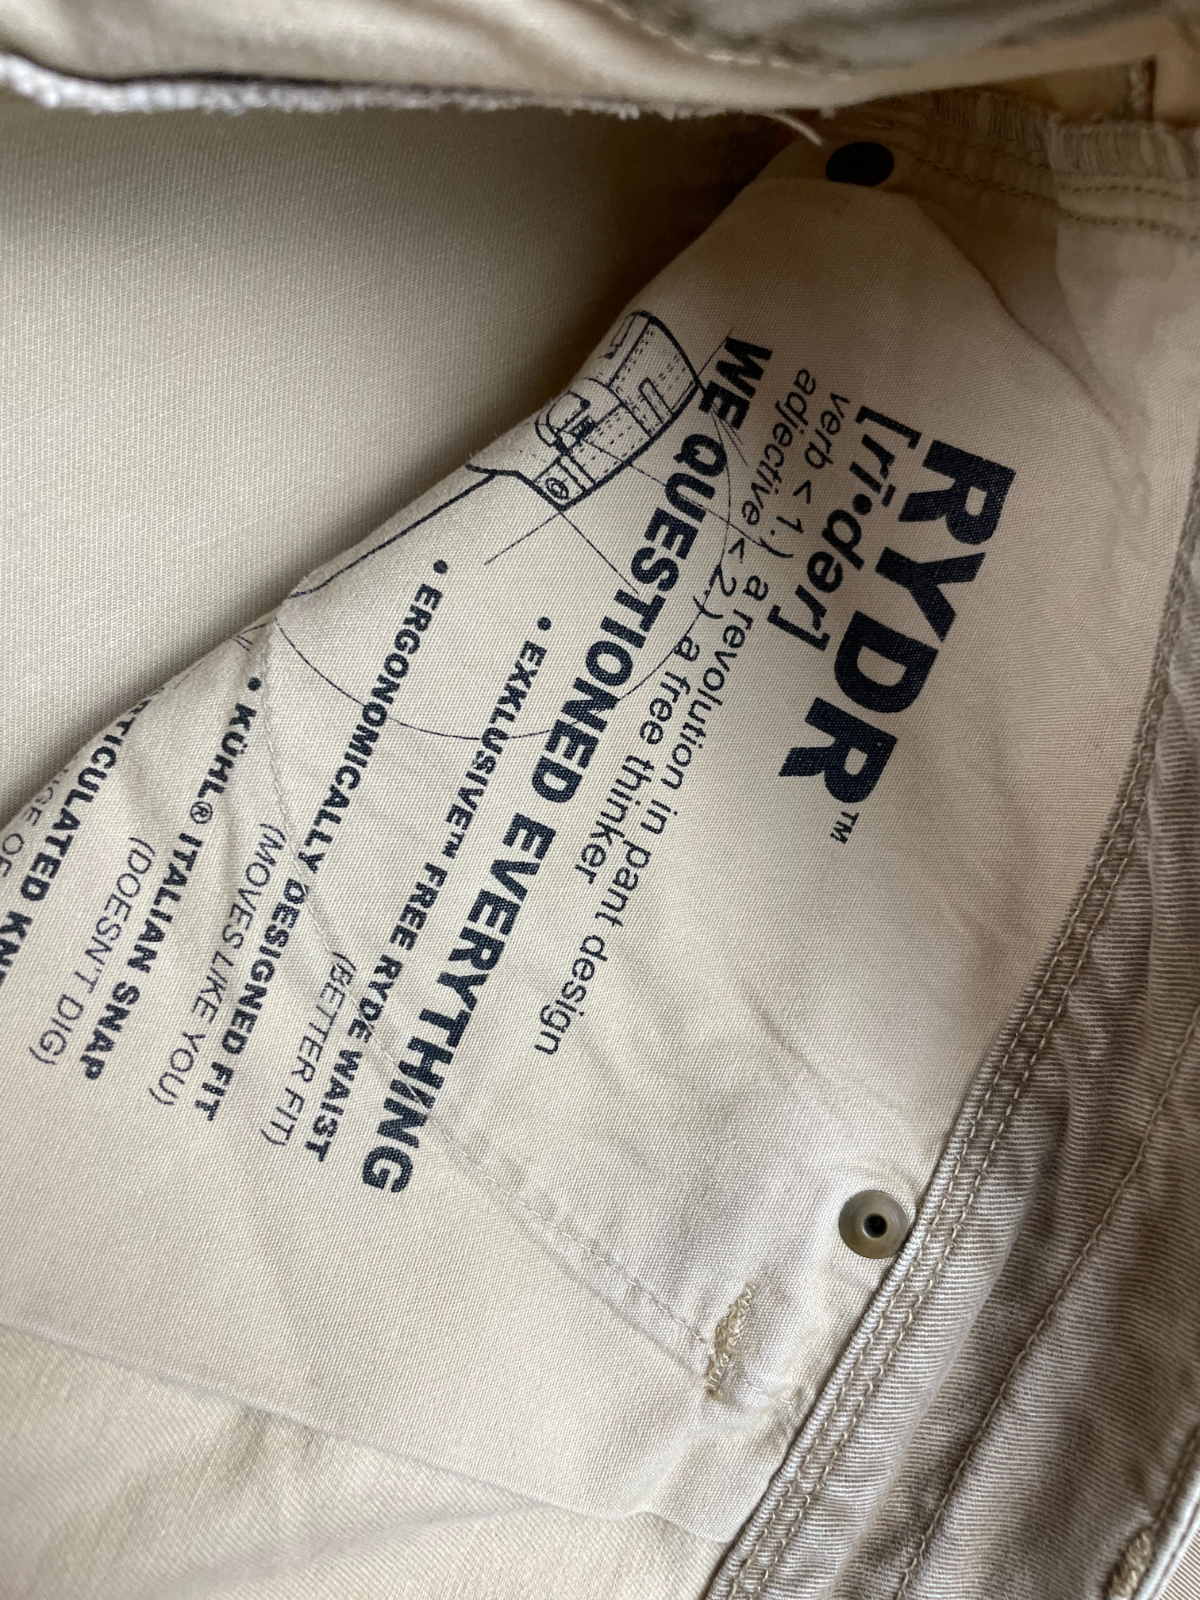 RYDR™
[rī•der]
verb < 1.) a revolution in pant design
adjective < 2.) a free thinker
WE QUESTIONED EVERYTHING
• EXKLUSIVE™ FREE RYDE WAIST
(BETTER FIT)
• ERGONOMICALLY DESIGNED FIT
(MOVES LIKE YOU)
• KÜHL® ITALIAN SNAP
(DOESN'T DIG)